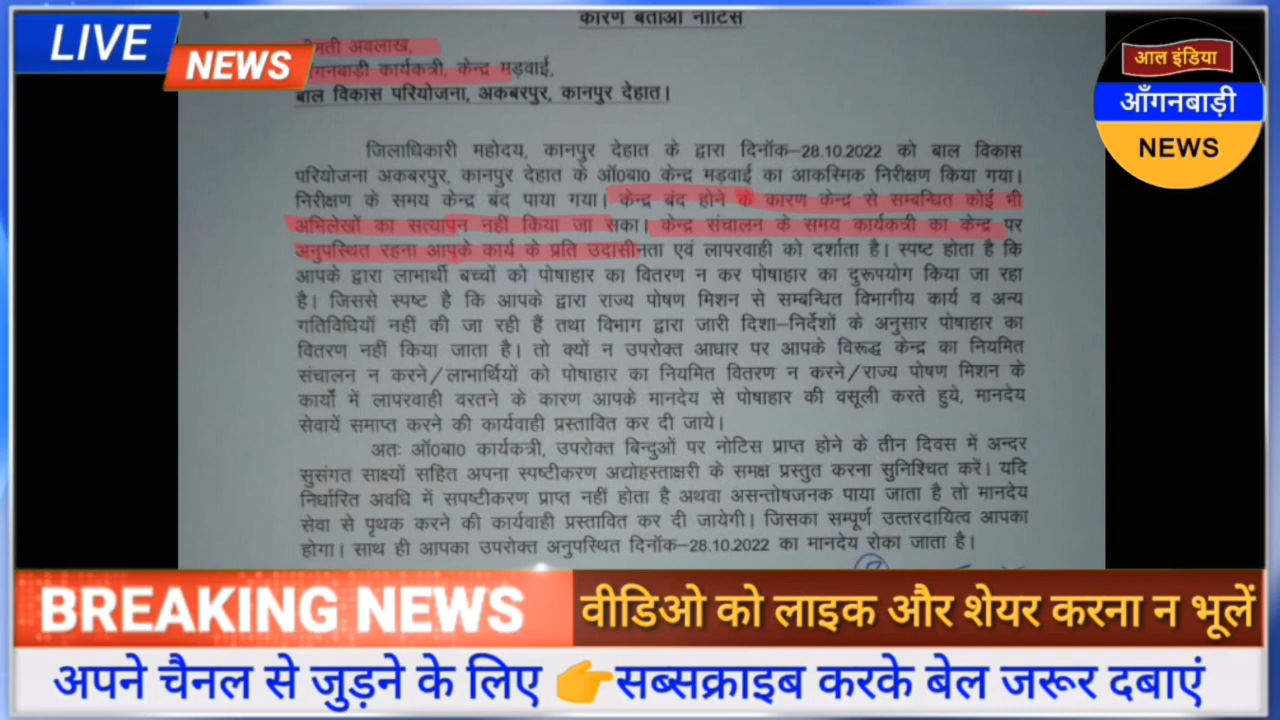 कारण बताओ नोटिस
LIVE
NEWS
आल इंडिया
आँगनबाड़ी
NEWS
अवलाख,
कार्यकत्री, केन्द्र मड़वाई,
बाल विकास परियोजना, अकबरपुर, कानपुर देहात।
जिलाधिकारी महोदय, कानपुर देहात के द्वारा दिनॉक–28.10.2022 को बाल विकास
परियोजना अकबरपुर, कानपुर देहात के ऑ0बा0 केन्द्र मड़वाई का आकस्मिक निरीक्षण किया गया।
निरीक्षण के समय केन्द्र बंद पाया गया। केन्द्र बंद होने के कारण केन्द्र से सम्बन्धित कोई भी
अभिलेखों का सत्यापन नहीं किया जा सका। केन्द्र संचालन के समय कार्यकत्री का केन्द्र पर
अनुपस्थित रहना आपके कार्य के प्रति उदासीनता एवं लापरवाही को दर्शाता है। स्पष्ट होता है कि
आपके द्वारा लाभार्थी बच्चों को पोषाहार का वितरण न कर पोषाहार का दुरूपयोग किया जा रहा
है। जिससे स्पष्ट है कि आपके द्वारा राज्य पोषण मिशन से सम्बन्धित विभागीय कार्य व अन्य
गतिविधियॉ नहीं की जा रही हैं तथा विभाग द्वारा जारी दिशा–निर्देशों के अनुसार पोषाहार का
वितरण नहीं किया जाता है। तो क्यों न उपरोक्त आधार पर आपके विरूद्ध केन्द्र का नियमित
संचालन न करने/लाभार्थियों को पोषाहार का नियमित वितरण न करने/राज्य पोषण मिशन के
कार्यों में लापरवाही वरतने के कारण आपके मानदेय से पोषाहार की वसूली करते हुये, मानदेय
सेवायें समाप्त करने की कार्यवाही प्रस्तावित कर दी जाये।
अतः ऑ0बा0 कार्यकत्री, उपरोक्त बिन्दुओं पर नोटिस प्राप्त होने के तीन दिवस में अन्दर
सुसंगत साक्ष्यों सहित अपना स्पष्टीकरण अद्योहस्ताक्षरी के समक्ष प्रस्तुत करना सुनिश्चित करें। यदि
निर्धारित अवधि में सपष्टीकरण प्राप्त नहीं होता है अथवा असन्तोषजनक पाया जाता है तो मानदेय
सेवा से पृथक करने की कार्यवाही प्रस्तावित कर दी जायेगी। जिसका सम्पूर्ण उत्तरदायित्व आपका
होगा। साथ ही आपका उपरोक्त अनुपस्थित दिनॉक–28.10.2022 का मानदेय रोका जाता है।
BREAKING NEWS
वीडिओ को लाइक और शेयर करना न भूलें
अपने चैनल से जुड़ने के लिए 👉सब्सक्राइब करके बेल जरूर दबाएं